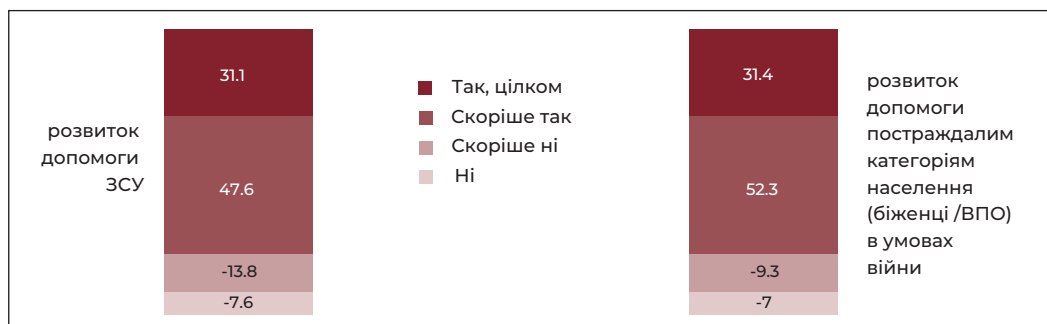 розвиток
допомоги
ЗСУ
31.1
47.6
-13.8
-7.6
Так, цілком
Скоріше так
Скоріше ні
Ні
31.4
52.3
-9.3
-7
розвиток
допомоги
постраждалим
категоріям
населення
(біженці /ВПО)
в умовах
війни